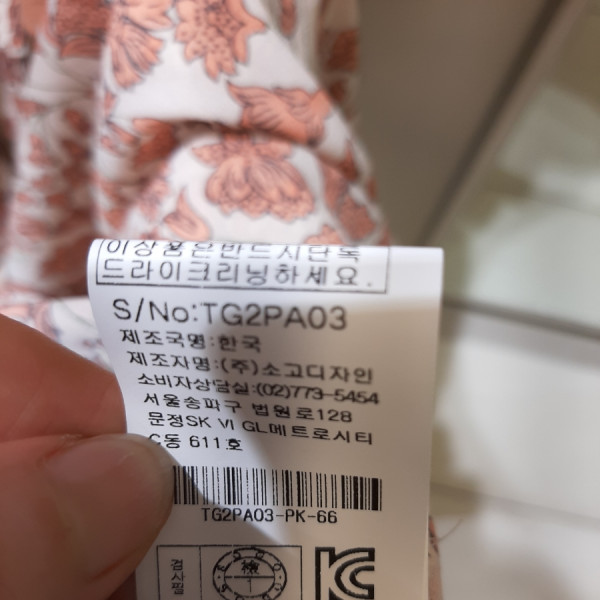 이상품은반드시단독
드라이크리닝하세요.
S/No:TG2PA03
제조국명:한국
제조자명:(주)소고디자인
소비자상담실:(02)773-5454
서울송파구 법원로128
문정SK VI GL메트로시티
C동 611호
TG2PA03-PK-66
검사필
檢